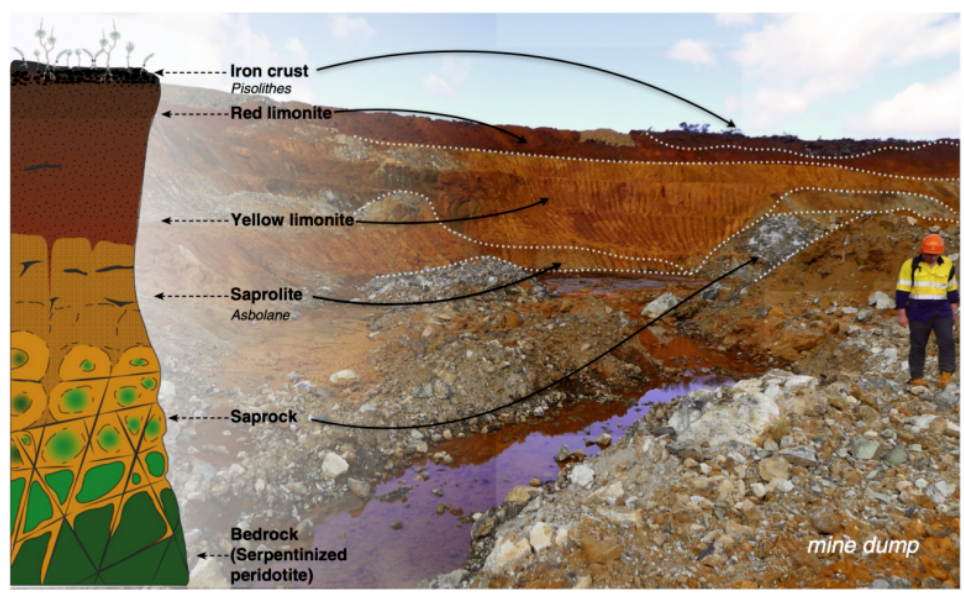 Iron crust
Pisolithes
Red limonite
Yellow limonite
Saprolite
Asbolane
Saprock
Bedrock
(Serpentinized
peridotite)
mine dump